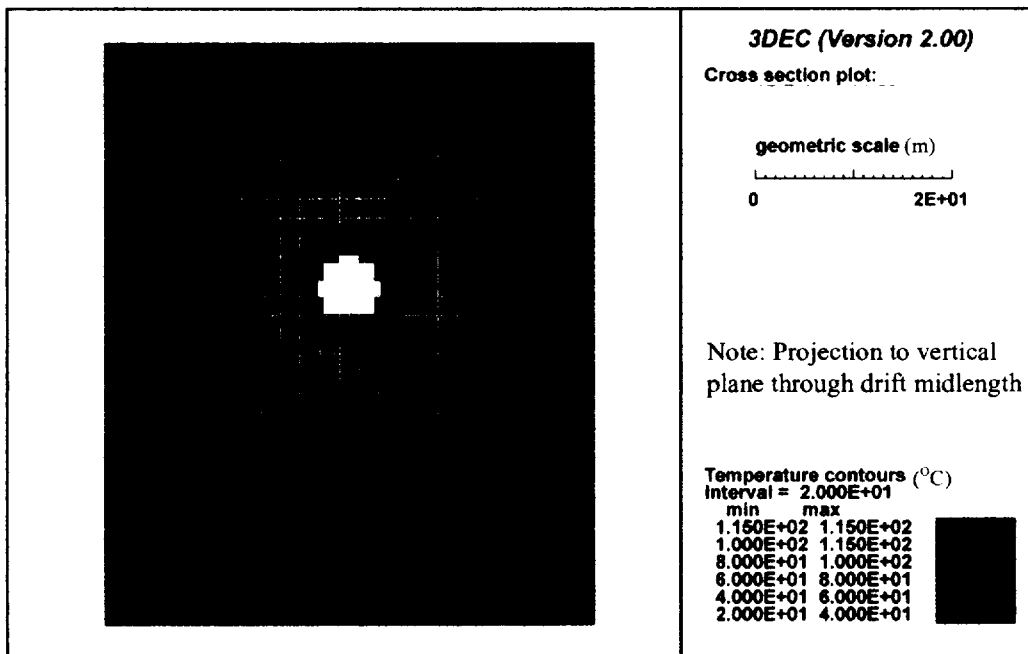 3DEC (Version 2.00)
Cross section plot:
geometric scale (m)
0 2E+01
Note: Projection to vertical
plane through drift midlength
Temperature contours (°C)
Interval = 2.000E+01
min max
1.150E+02 1.150E+02
1.000E+02 1.150E+02
8.000E+01 1.000E+02
6.000E+01 8.000E+01
4.000E+01 6.000E+01
2.000E+01 4.000E+01